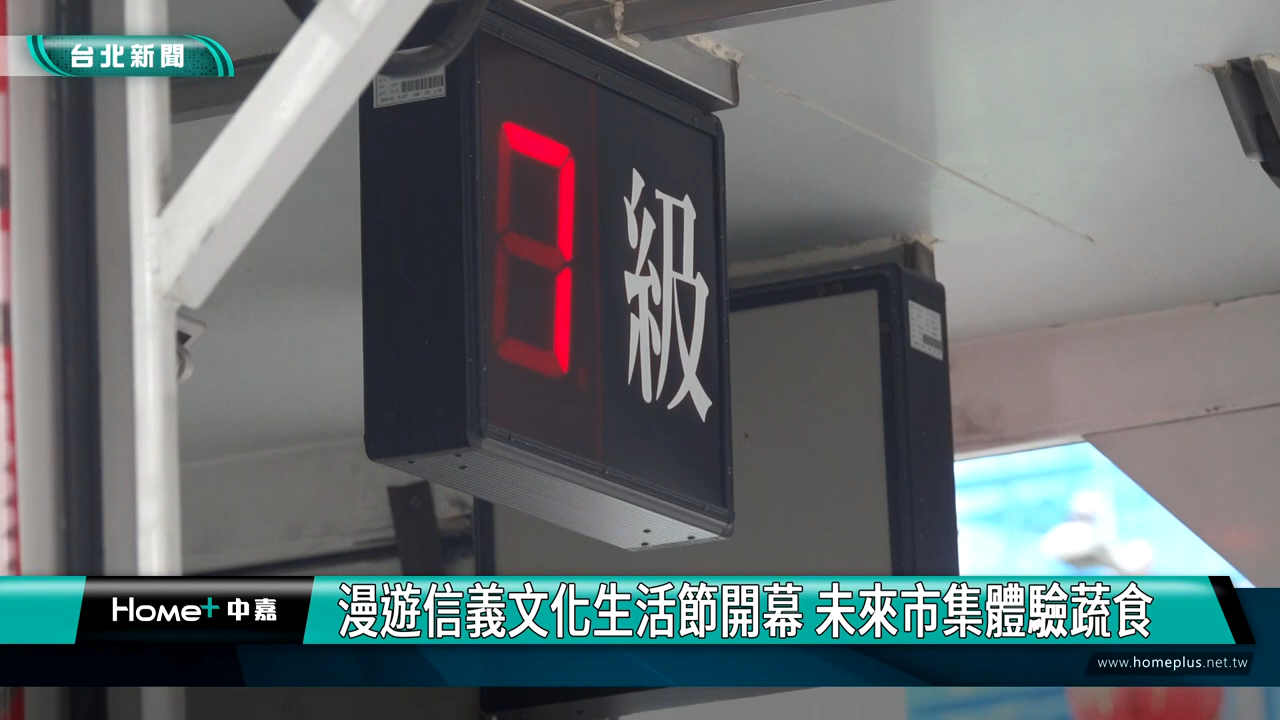 台北新聞
7級
Home+中嘉
漫遊信義文化生活節開幕 未來市集體驗蔬食
www.homeplus.net.tw